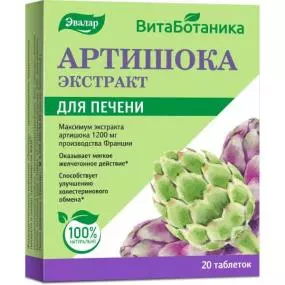 Эвалар
ВитаБотаника
АРТИШОКА
ЭКСТРАКТ
ДЛЯ ПЕЧЕНИ
Максимум экстракта
артишока 1200 мг
производства Франции
Оказывает мягкое
желчегонное действие*
Способствует
улучшению
холестеринового
обмена*
100%
НАТУРАЛЬНО
20 таблеток